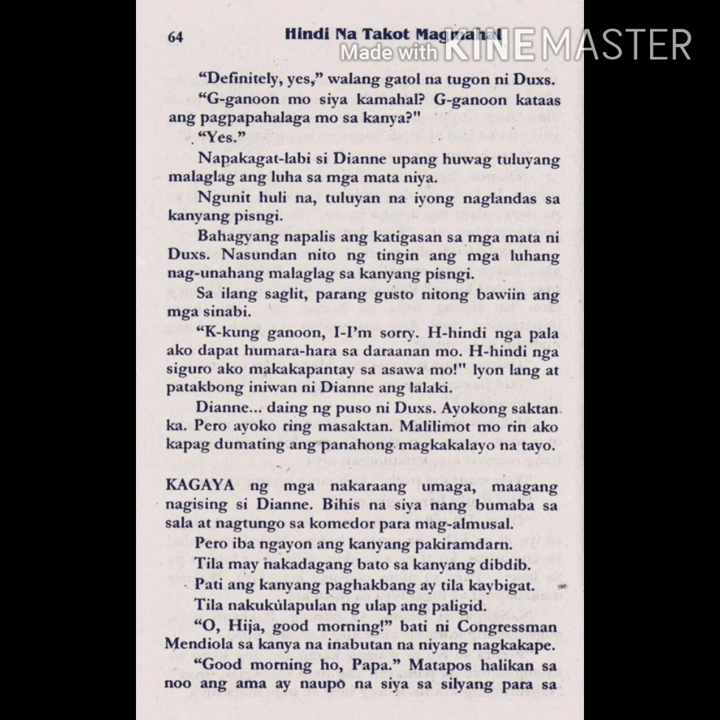 64
Hindi Na Takot Magmahal
Made with KINEMASTER
“Definitely, yes,” walang gatol na tugon ni Duxs.
“G-ganoon mo siya kamahal? G-ganoon kataas
ang pagpapahalaga mo sa kanya?"
“Yes.”
Napakagat-labi si Dianne upang huwag tuluyang
malaglag ang luha sa mga mata niya.
Ngunit huli na, tuluyan na iyong naglandas sa
kanyang pisngi.
Bahagyang napalis ang katigasan sa mga mata ni
Duxs. Nasundan nito ng tingin ang mga luhang
nag-unahang malaglag sa kanyang pisngi.
Sa ilang saglit, parang gusto nitong bawiin ang
mga sinabi.
“K-kung ganoon, I-I’m sorry. H-hindi nga pala
ako dapat humara-hara sa daraanan mo. H-hindi nga
siguro ako makakapantay sa asawa mo!" Iyon lang at
patakbong iniwan ni Dianne ang lalaki.
Dianne... daing ng puso ni Duxs. Ayokong saktan
ka. Pero ayoko ring masaktan. Malilimot mo rin ako
kapag dumating ang panahong magkakalayo na tayo.
KAGAYA ng mga nakaraang umaga, maagang
nagising si Dianne. Bihis na siya nang bumaba sa
sala at nagtungo sa komedor para mag-almusal.
Pero iba ngayon ang kanyang pakiramdarn.
Tila may nakadagang bato sa kanyang dibdib.
Pati ang kanyang paghakbang ay tila kaybigat.
Tila nakukulapulan ng ulap ang paligid.
“O, Hija, good morning!” bati ni Congressman
Mendiola sa kanya na inabutan na niyang nagkakape.
“Good morning ho, Papa.” Matapos halikan sa
noo ang ama ay naupo na siya sa silyang para sa